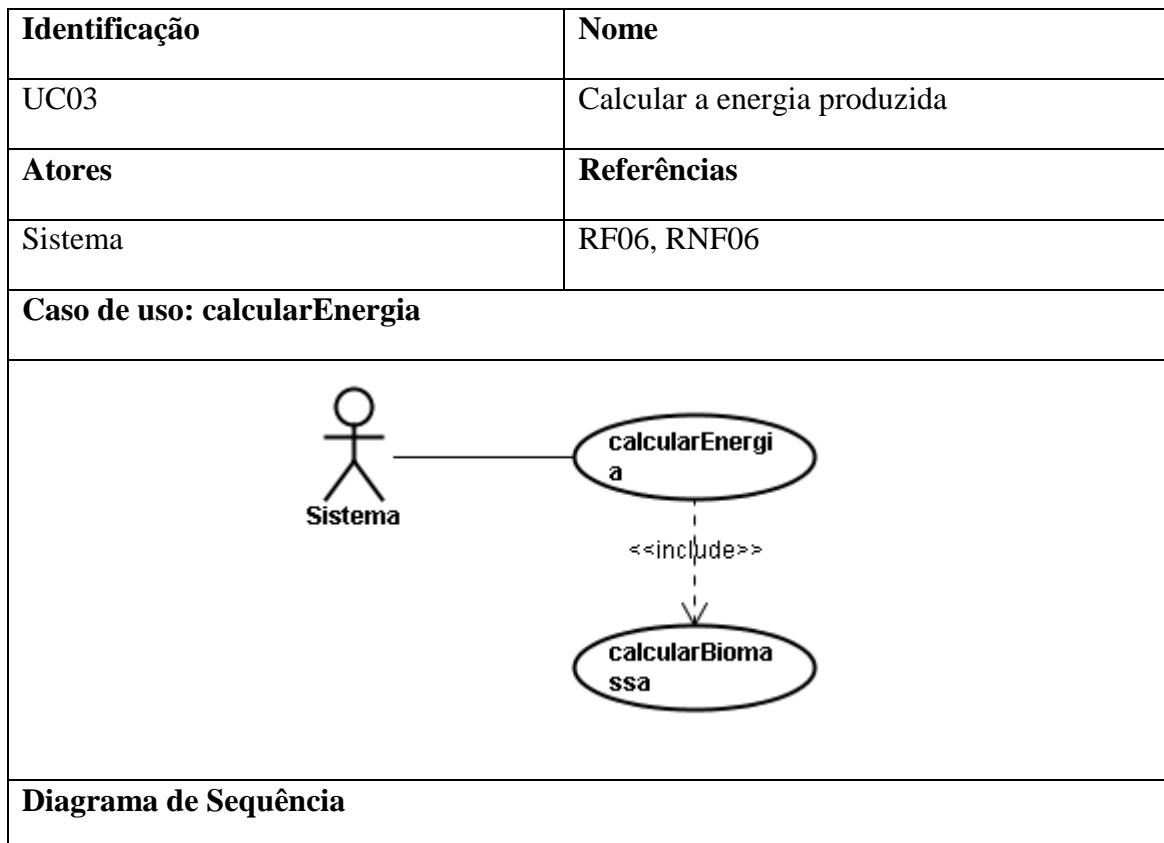 Identificação
Nome
UC03
Calcular a energia produzida
Atores
Referências
Sistema
RF06, RNF06
Caso de uso: calcularEnergia
calcularEnergi
a
Sistema
<<include>>
calcularBioma
ssa
Diagrama de Sequência